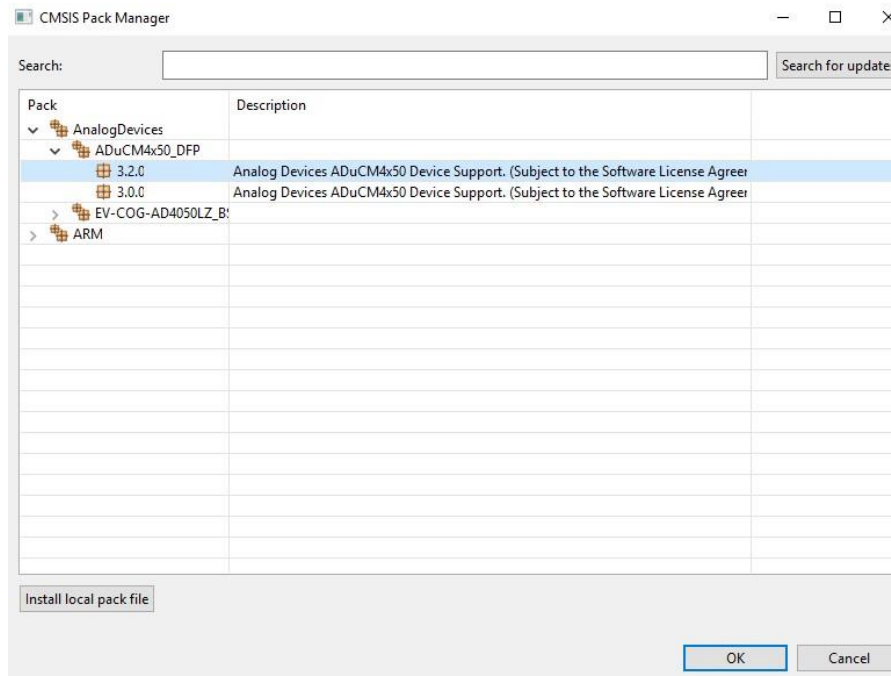 CMSIS Pack Manager
Search:
Search for update
Pack Description
AnalogDevices
ADuCM4x50_DFP
3.2.0 Analog Devices ADuCM4x50 Device Support. (Subject to the Software License Agreer
3.0.0 Analog Devices ADuCM4x50 Device Support. (Subject to the Software License Agreer
EV-COG-AD4050LZ_BS
ARM
Install local pack file
OK Cancel